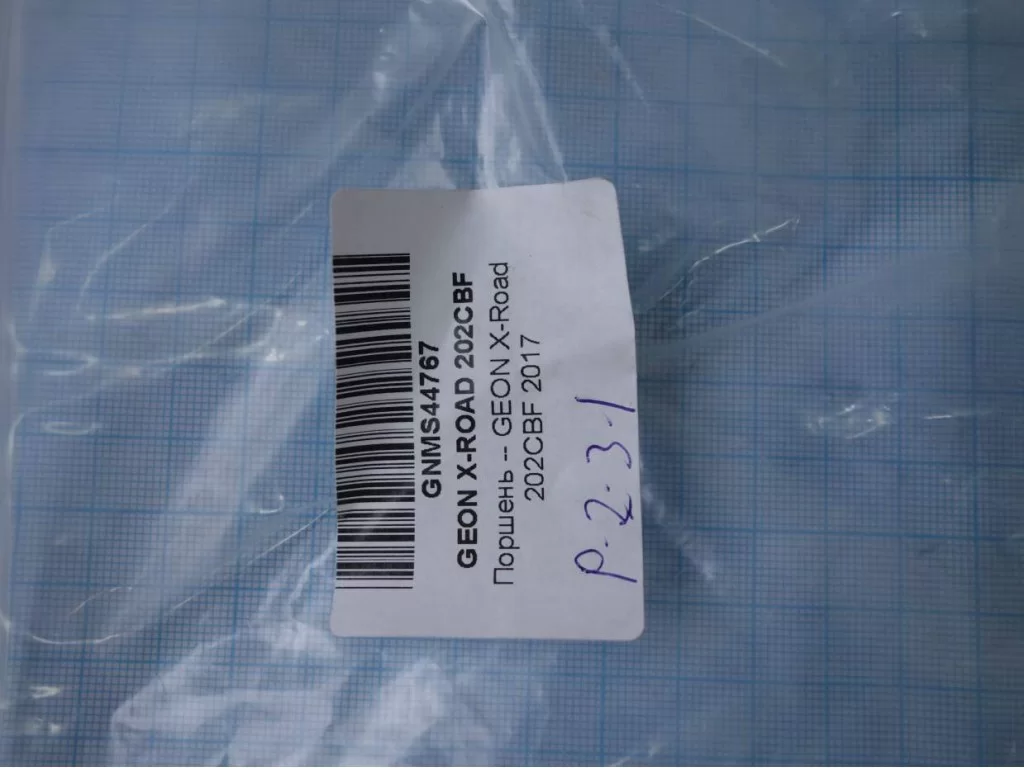 GNMS44767
GEON X-ROAD 202CBF
Поршень -- GEON X-Road
202CBF 2017
P-2-3-1